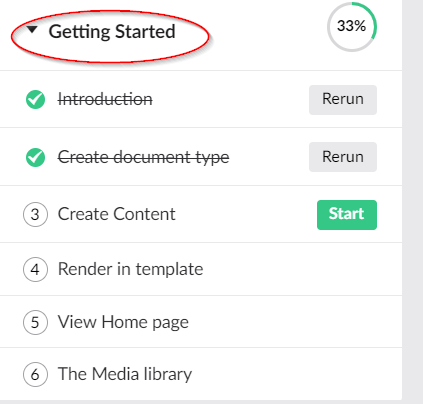 Getting Started
33%
Introduction
Rerun
Create document type
Rerun
3 Create Content
Start
4 Render in template
5 View Home page
6 The Media library